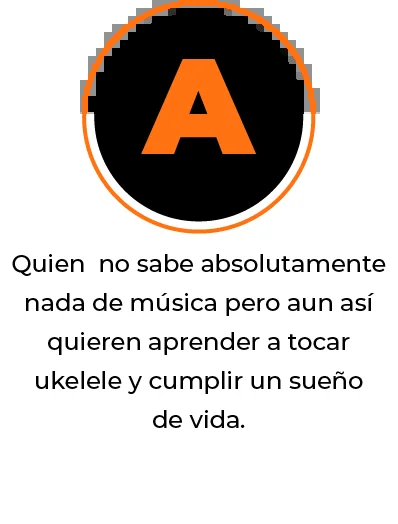 A
Quien  no sabe absolutamente
nada de música pero aun así
quieren aprender a tocar
ukelele y cumplir un sueño
de vida.